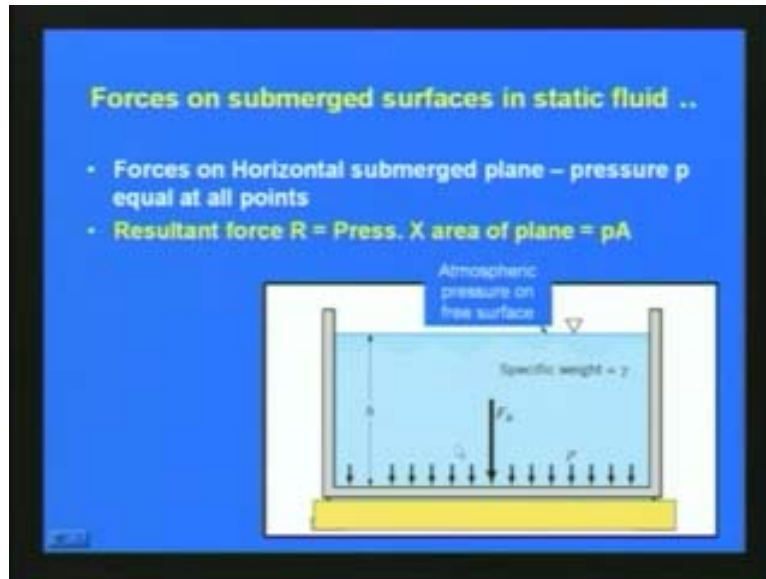 Forces on submerged surfaces in static fluid ..
• Forces on Horizontal submerged plane – pressure p
equal at all points
• Resultant force R = Press. X area of plane = pA
Atmospheric
pressure on
free surface
Specific weight = γ
h
F_R
p